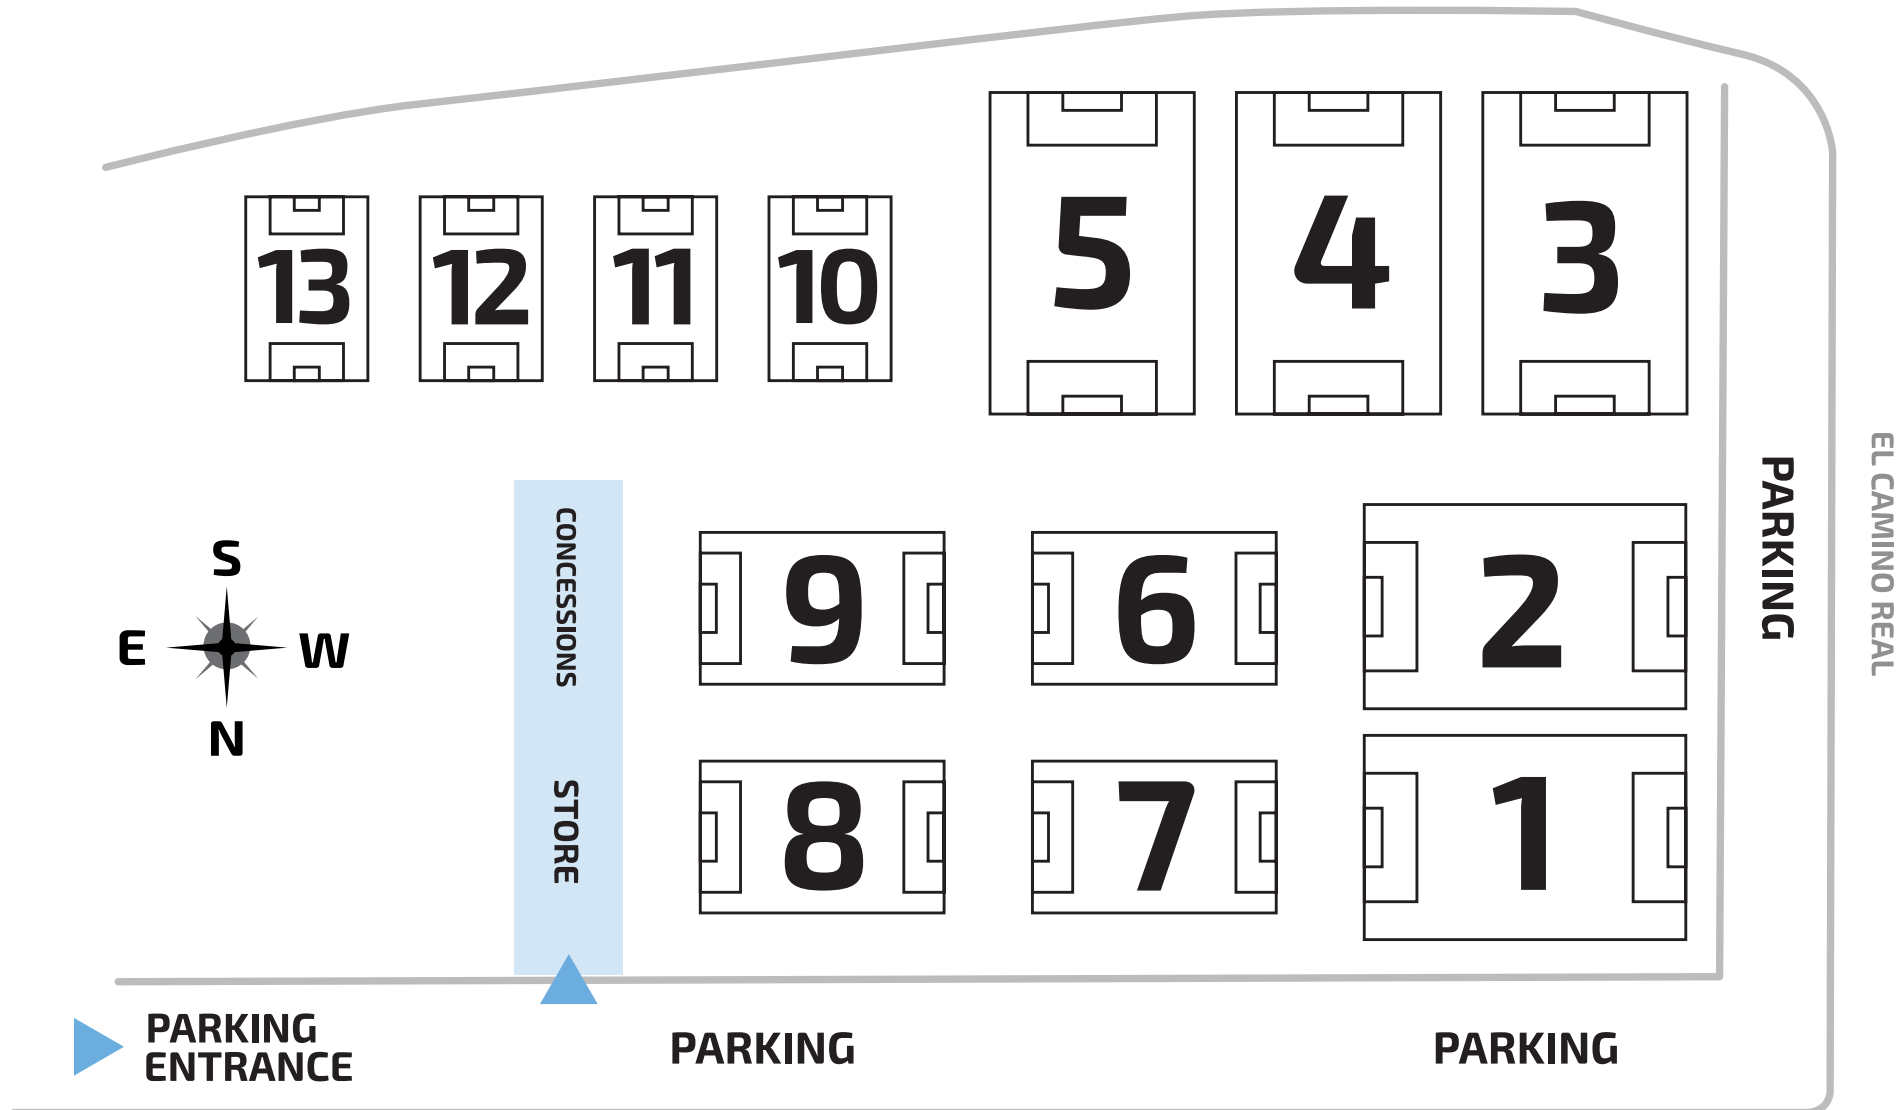 5
4
3
13
12
11
10
PARKING
EL CAMINO REAL
CONCESSIONS
9
6
2
S
E
W
N
STORE
8
7
1
PARKING
ENTRANCE
PARKING
PARKING